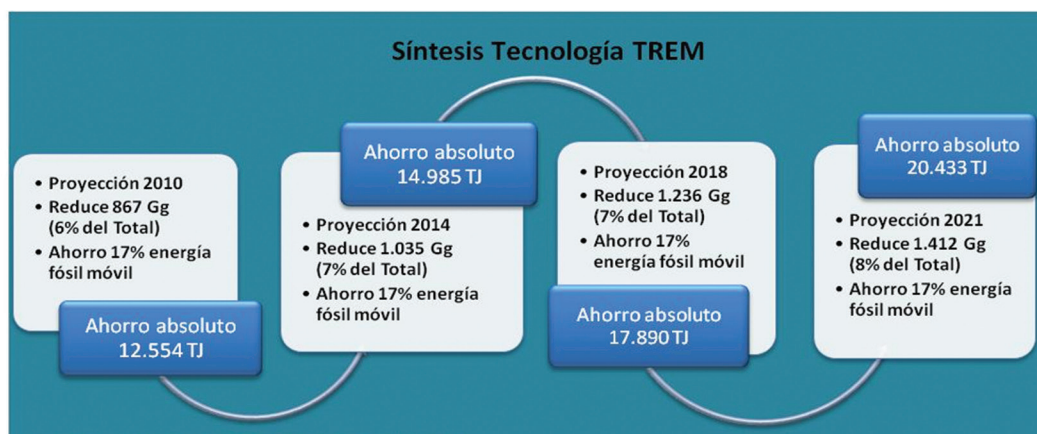 Síntesis Tecnología TREM
• Proyección 2010
• Reduce 867 Gg
(6% del Total)
• Ahorro 17% energía
fósil móvil
Ahorro absoluto
12.554 TJ
Ahorro absoluto
14.985 TJ
• Proyección 2014
• Reduce 1.035 Gg
(7% del Total)
• Ahorro 17% energía
fósil móvil
• Proyección 2018
• Reduce 1.236 Gg
(7% del Total)
• Ahorro 17%
energía fósil móvil
Ahorro absoluto
17.890 TJ
Ahorro absoluto
20.433 TJ
• Proyección 2021
• Reduce 1.412 Gg
(8% del Total)
• Ahorro 17% energía
fósil móvil